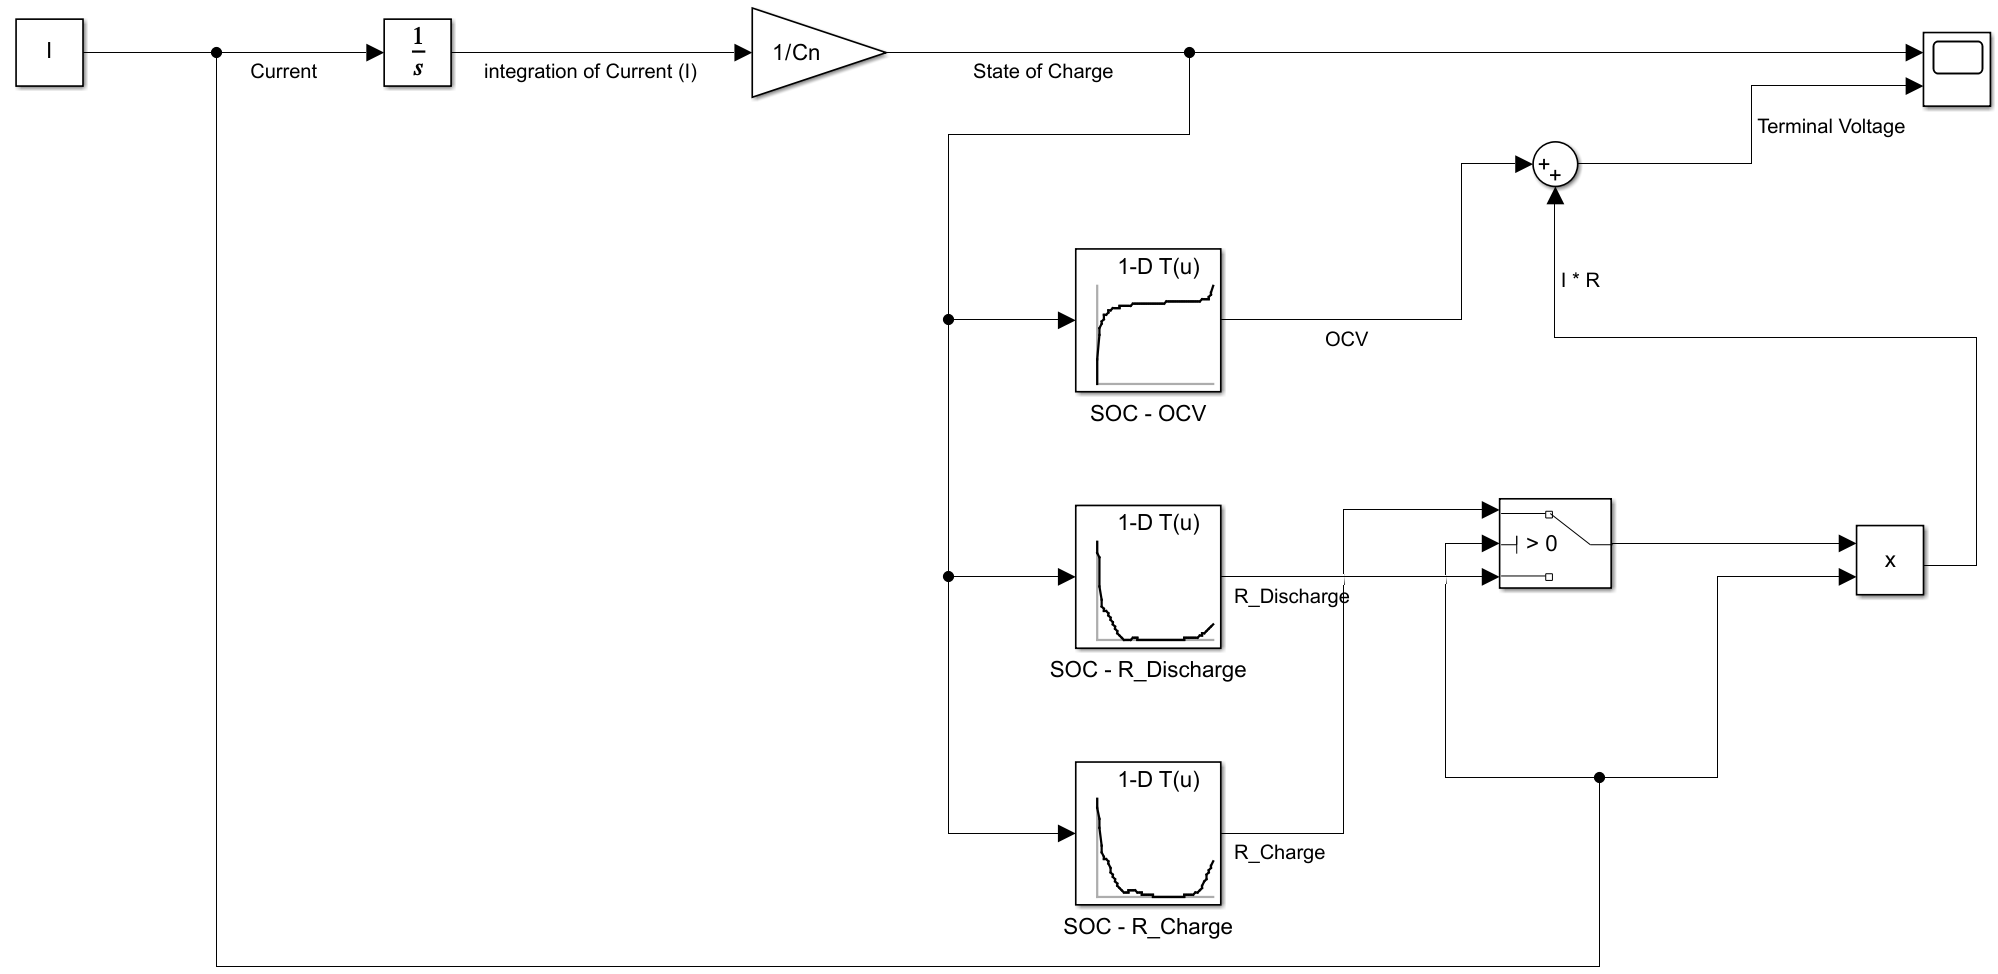 I
Current
1
s
integration of Current (I)
1/Cn
State of Charge
Terminal Voltage
+
+
I * R
1-D T(u)
OCV
SOC - OCV
1-D T(u)
R_Discharge
SOC - R_Discharge
> 0
x
1-D T(u)
R_Charge
SOC - R_Charge